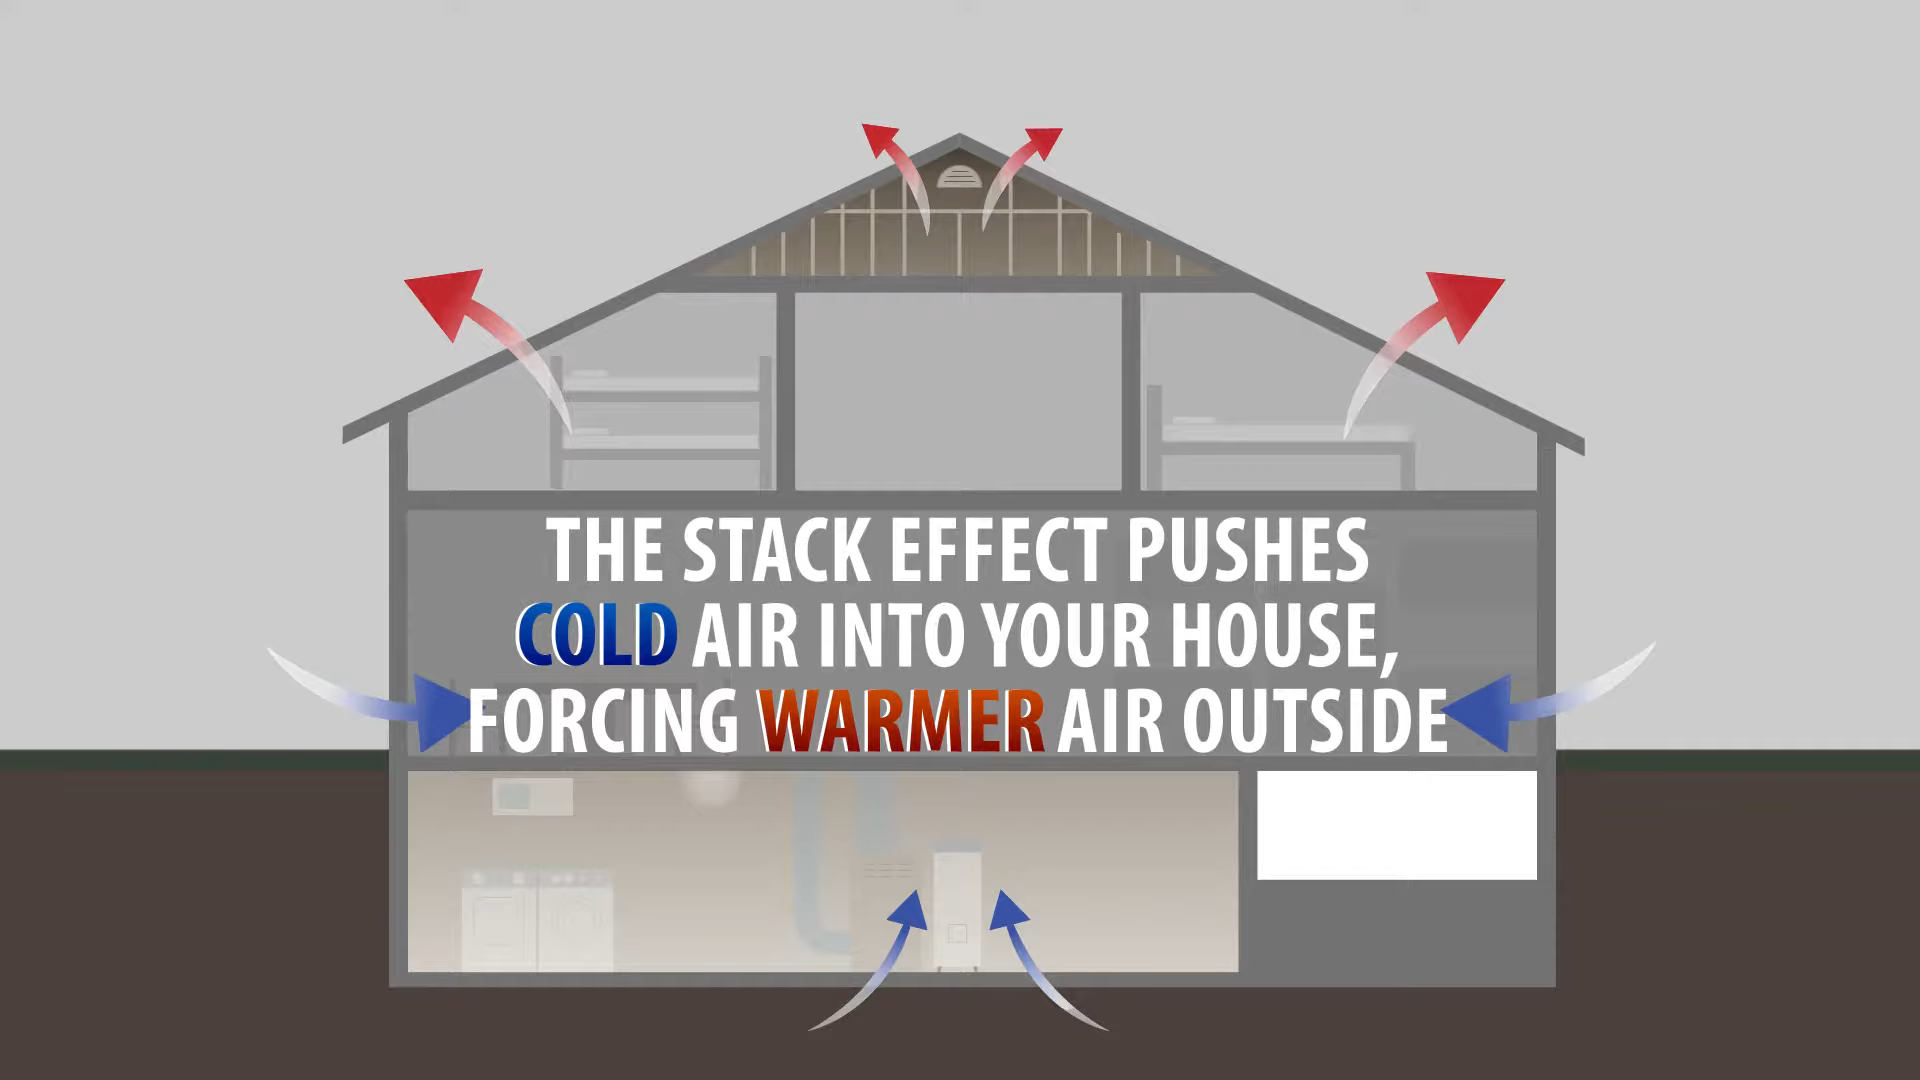 THE STACK EFFECT PUSHES
COLD AIR INTO YOUR HOUSE,
FORCING WARMER AIR OUTSIDE